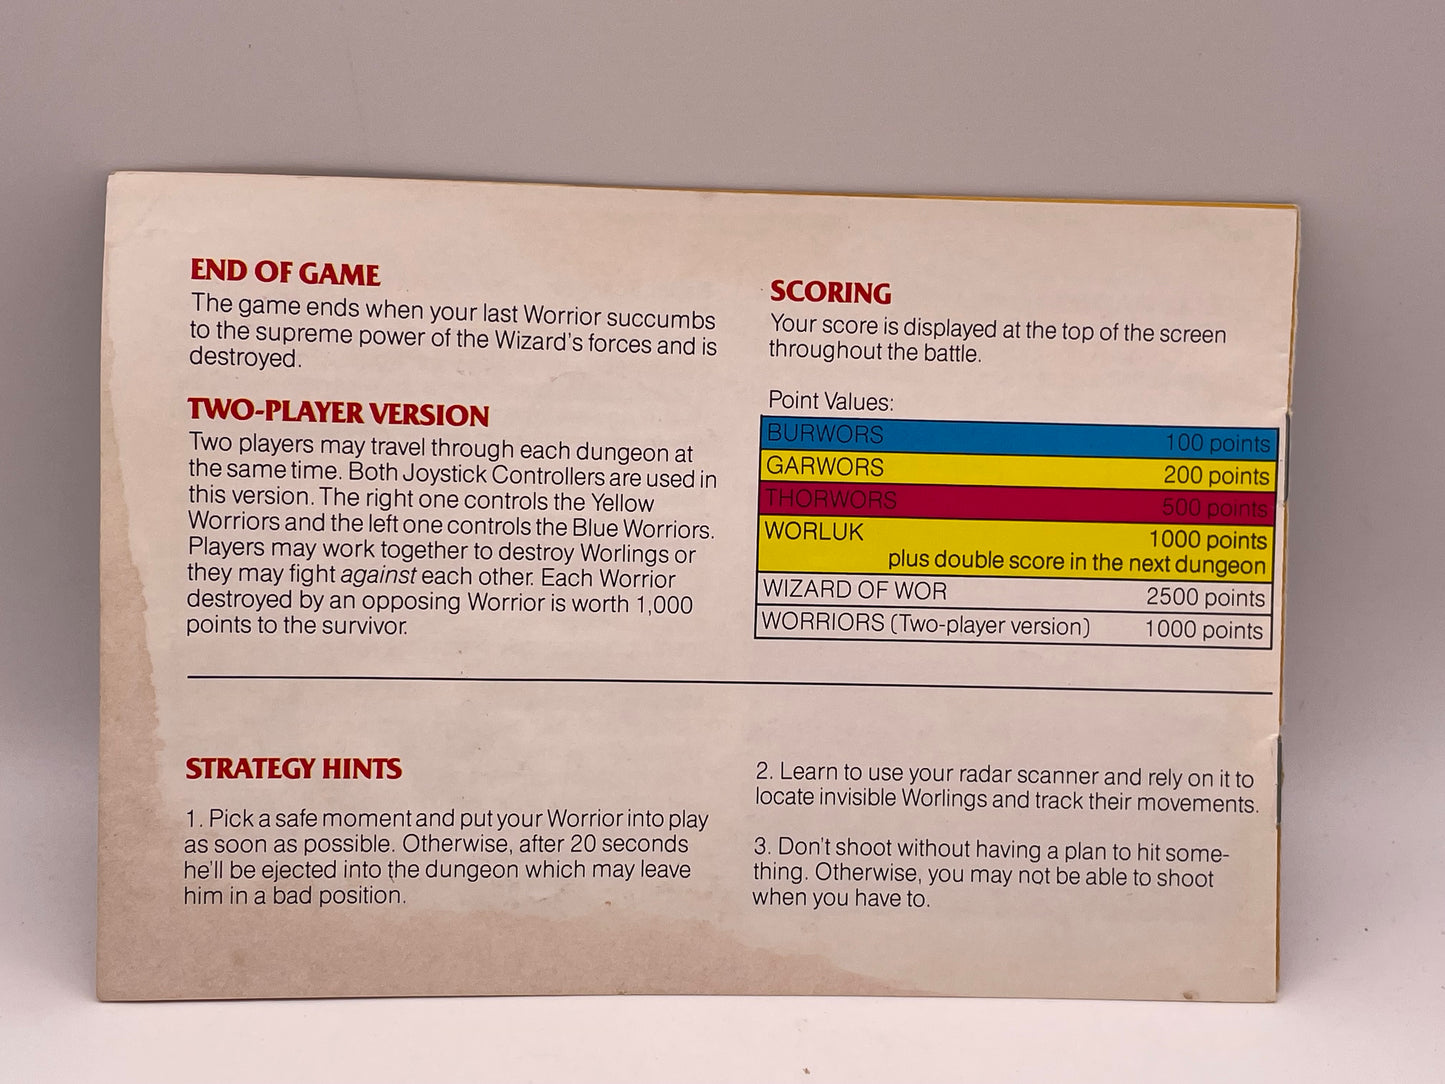 END OF GAME
The game ends when your last Worrior succumbs
to the supreme power of the Wizard's forces and is
destroyed.
TWO-PLAYER VERSION
Two players may travel through each dungeon at
the same time. Both Joystick Controllers are used in
this version. The right one controls the Yellow
Worriors and the left one controls the Blue Worriors.
Players may work together to destroy Worlings or
they may fight against each other. Each Worrior
destroyed by an opposing Worrior is worth 1,000
points to the survivor.
SCORING
Your score is displayed at the top of the screen
throughout the battle.
Point Values:
BURWORS 100 points
GARWORS 200 points
THORWORS 500 points
WORLUK 1000 points
plus double score in the next dungeon
WIZARD OF WOR 2500 points
WORRIORS (Two-player version) 1000 points
STRATEGY HINTS
1. Pick a safe moment and put your Worrior into play
as soon as possible. Otherwise, after 20 seconds
he'll be ejected into the dungeon which may leave
him in a bad position.
2. Learn to use your radar scanner and rely on it to
locate invisible Worlings and track their movements.
3. Don't shoot without having a plan to hit some-
thing. Otherwise, you may not be able to shoot
when you have to.